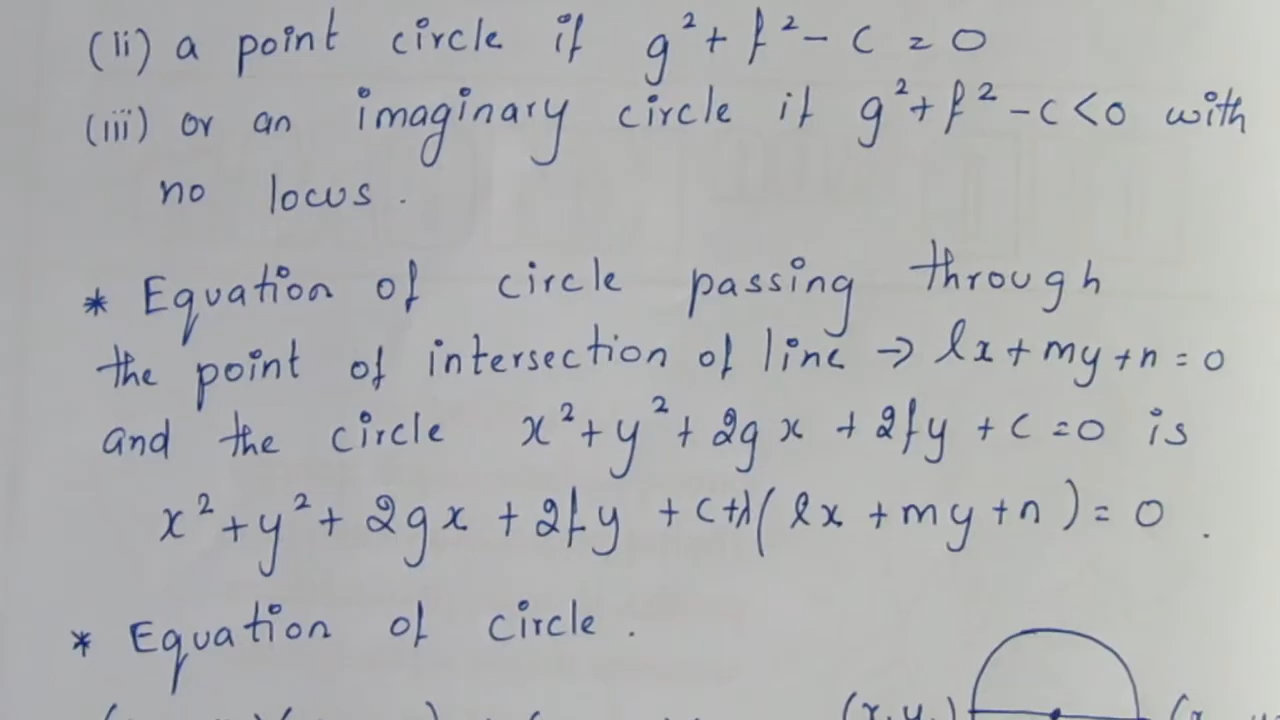 (ii) a point circle if g²+f²-c=0
(iii) or an imaginary circle if g²+f²-c<0 with
no locus.
* Equation of circle passing through
the point of intersection of line → lx+my+n=0
and the circle x²+y²+2gx+2fy+c=0 is
x²+y²+2gx+2fy+c+λ(lx+my+n)=0.
* Equation of circle.